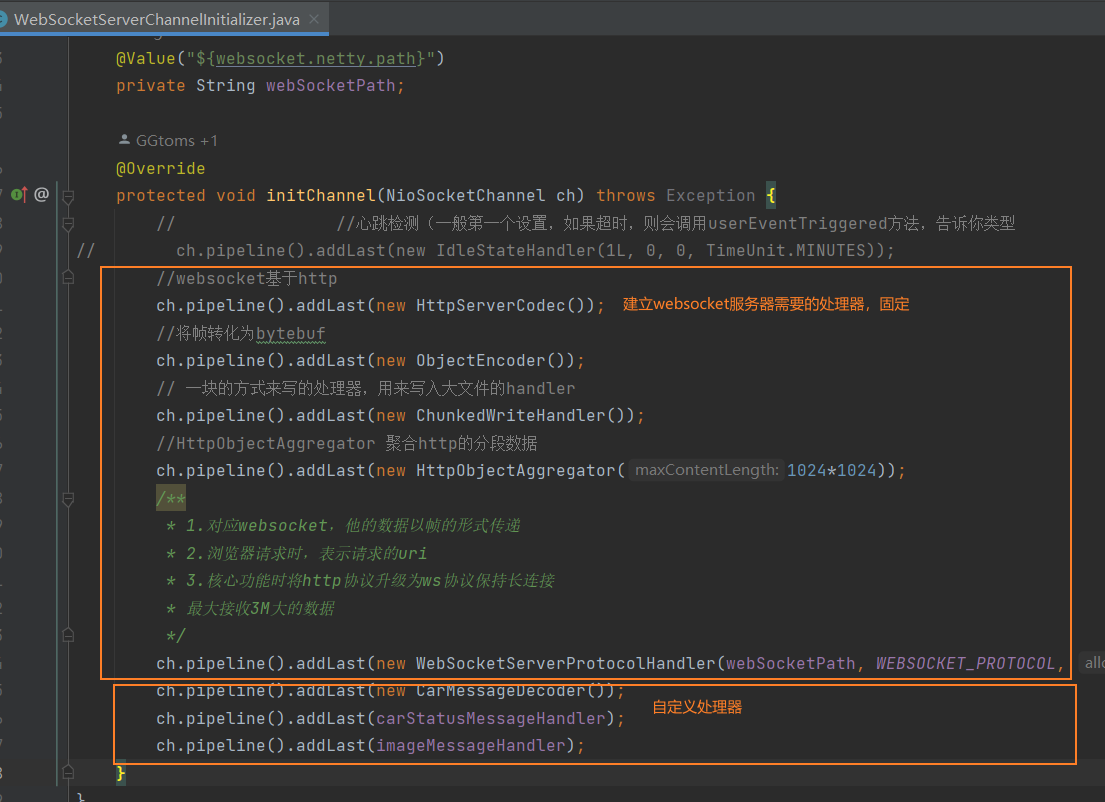 WebSocketServerChannelInitializer.java ×
@Value("${websocket.netty.path}")
private String webSocketPath;
GGtoms +1
@Override
protected void initChannel(NioSocketChannel ch) throws Exception {
// //心跳检测（一般第一个设置，如果超时，则会调用userEventTriggered方法，告诉你类型
// ch.pipeline().addLast(new IdleStateHandler(1L, 0, 0, TimeUnit.MINUTES));
//websocket基于http
ch.pipeline().addLast(new HttpServerCodec()); 建立websocket服务器需要的处理器，固定
//将帧转化为bytebuf
ch.pipeline().addLast(new ObjectEncoder());
// 一块的方式来写的处理器，用来写入大文件的handler
ch.pipeline().addLast(new ChunkedWriteHandler());
//HttpObjectAggregator 聚合http的分段数据
ch.pipeline().addLast(new HttpObjectAggregator( maxContentLength: 1024*1024));
/**
* 1.对应websocket，他的数据以帧的形式传递
* 2.浏览器请求时，表示请求的uri
* 3.核心功能时将http协议升级为ws协议保持长连接
* 最大接收3M大的数据
*/
ch.pipeline().addLast(new WebSocketServerProtocolHandler(webSocketPath, WEBSOCKET_PROTOCOL,
ch.pipeline().addLast(new CarMessageDecoder()); 自定义处理器
ch.pipeline().addLast(carStatusMessageHandler);
ch.pipeline().addLast(imageMessageHandler);
}
}